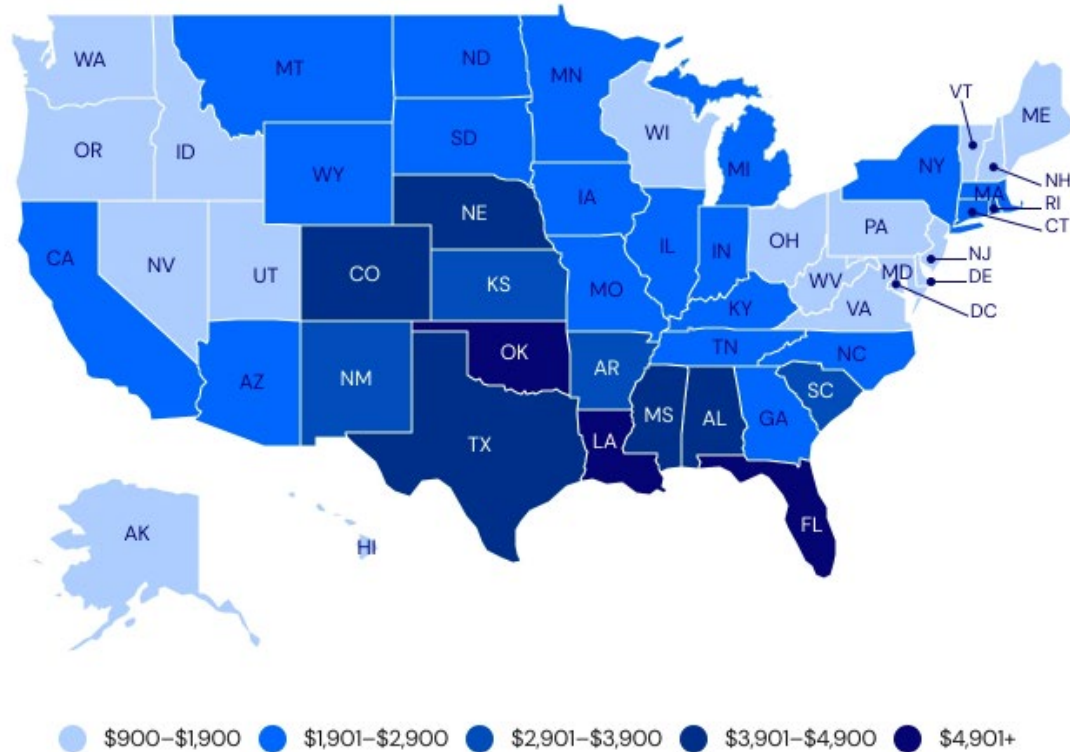 WA
MT
ND
MN
VT
ME
OR
ID
WY
SD
WI
MI
NY
NH
MA
RI
CT
NE
IA
PA
NJ
CA
NV
UT
CO
KS
MO
IL
IN
OH
WV
MD
DE
VA
DC
KY
AZ
NM
OK
AR
TN
NC
TX
LA
MS
AL
GA
SC
FL
AK
HI
$900–$1,900
$1,901–$2,900
$2,901–$3,900
$3,901–$4,900
$4,901+